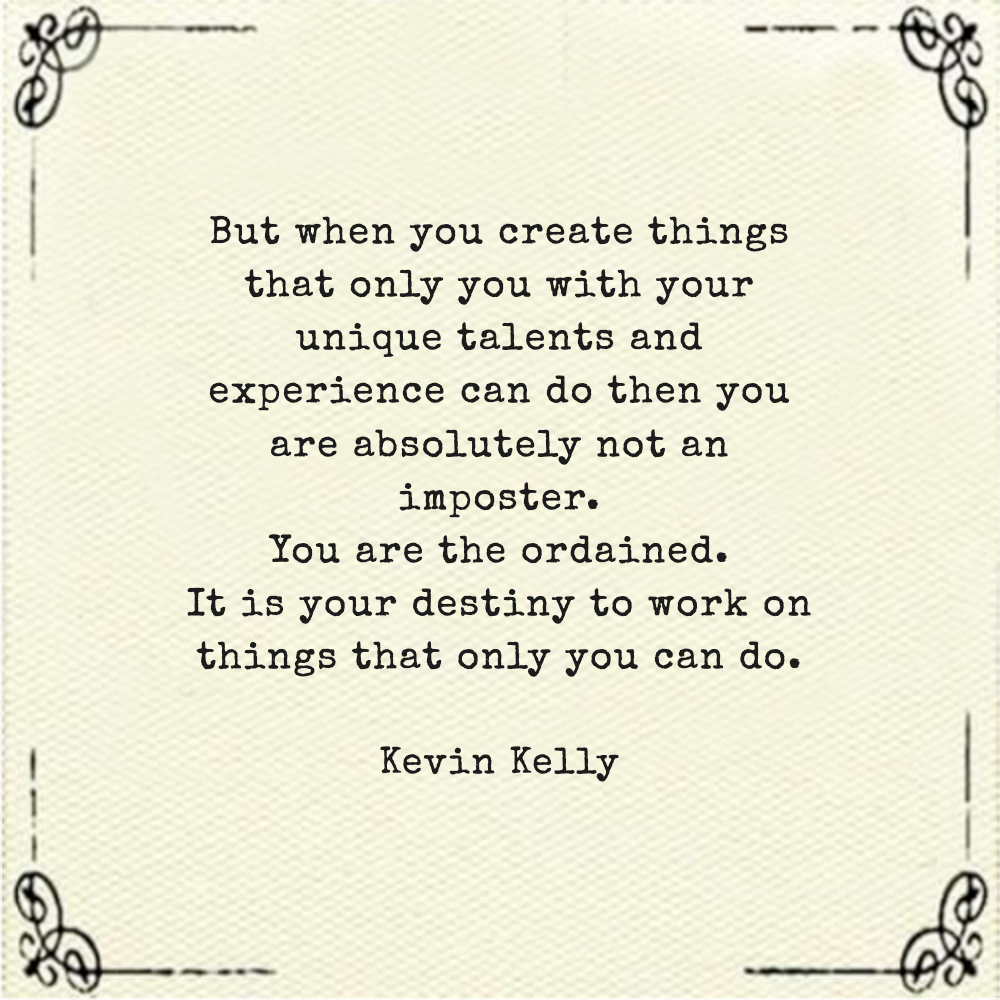 But when you create things
that only you with your
unique talents and
experience can do then you
are absolutely not an
imposter.
You are the ordained.
It is your destiny to work on
things that only you can do.
Kevin Kelly